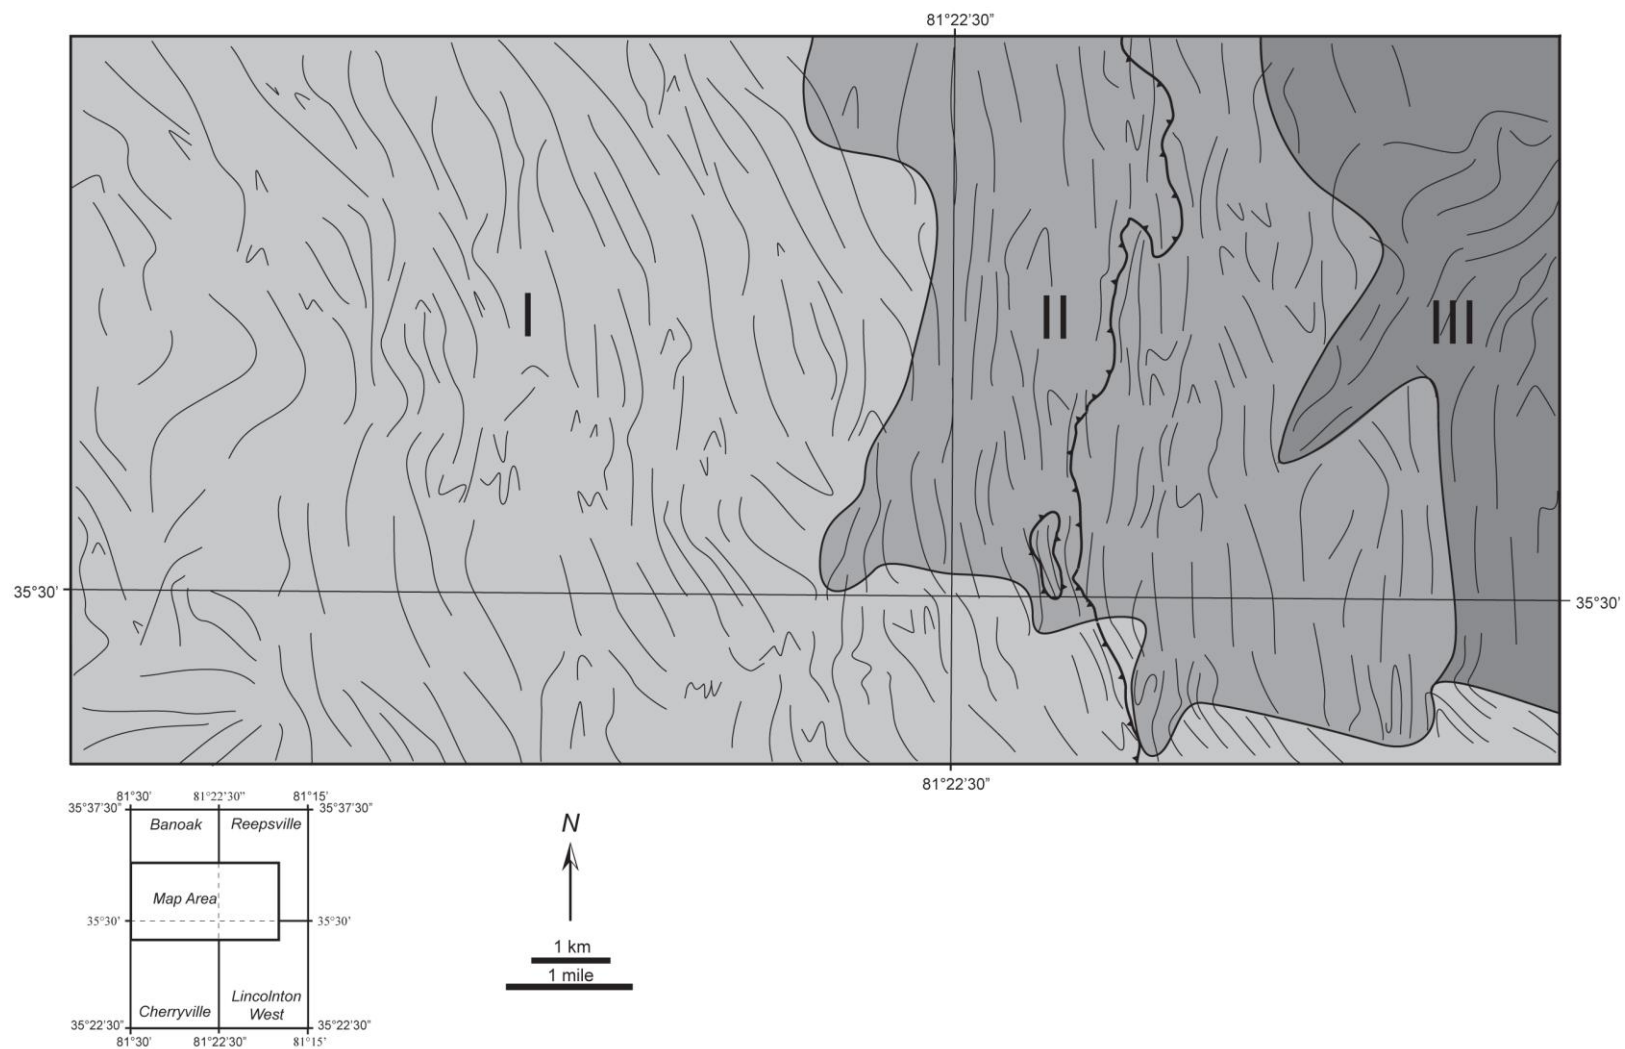 81°22’30”
I
II
III
35°30’
35°30’
81°22’30”
81°30’ 81°22’30” 81°15’
35°37’30” 35°37’30”
Banoak Reepsville
Map Area
35°30’ 35°30’
Cherryville Lincolnton
West
35°22’30” 35°22’30”
81°30’ 81°22’30” 81°15’
N
1 km
1 mile